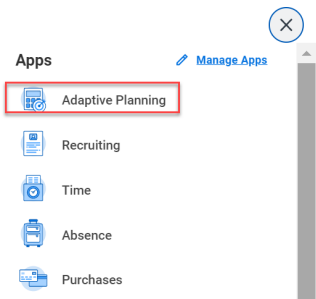 Apps
Manage Apps
Adaptive Planning
Recruiting
Time
Absence
Purchases